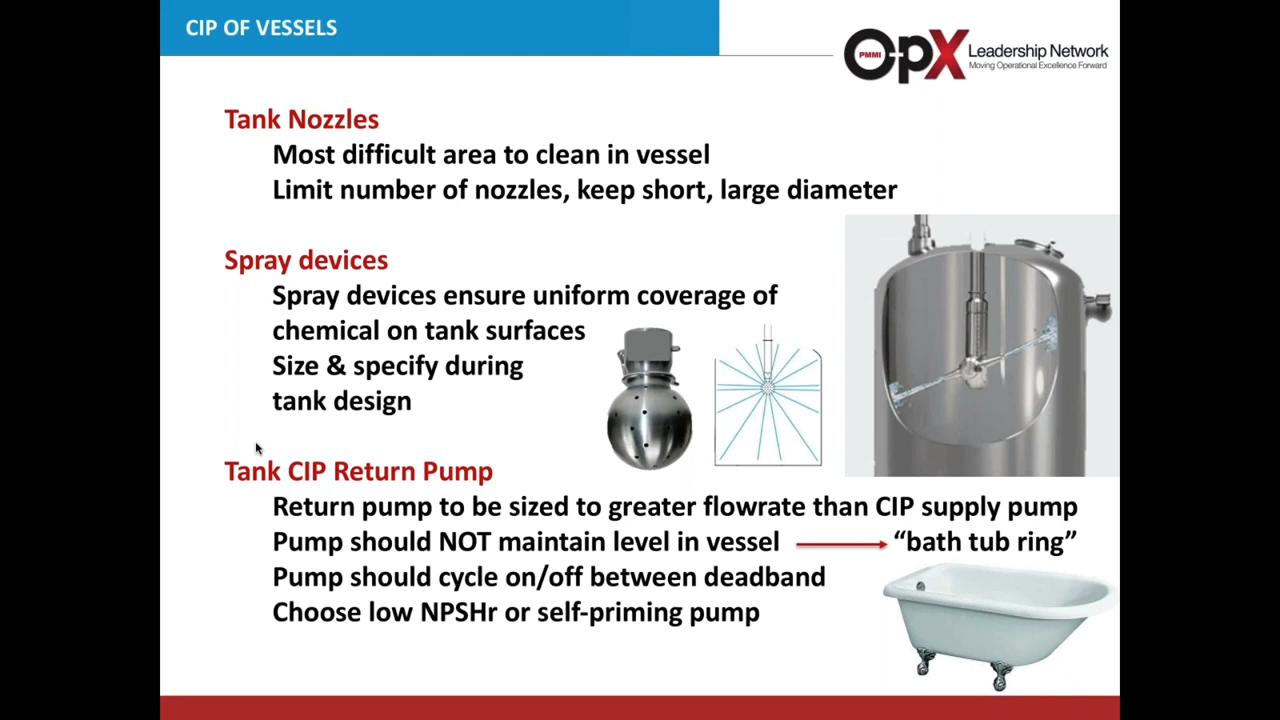 CIP OF VESSELS
PMMI
OpX
Leadership Network
Moving Operational Excellence Forward
Tank Nozzles
Most difficult area to clean in vessel
Limit number of nozzles, keep short, large diameter
Spray devices
Spray devices ensure uniform coverage of
chemical on tank surfaces
Size & specify during
tank design
Tank CIP Return Pump
Return pump to be sized to greater flowrate than CIP supply pump
Pump should NOT maintain level in vessel “bath tub ring”
Pump should cycle on/off between deadband
Choose low NPSHr or self-priming pump